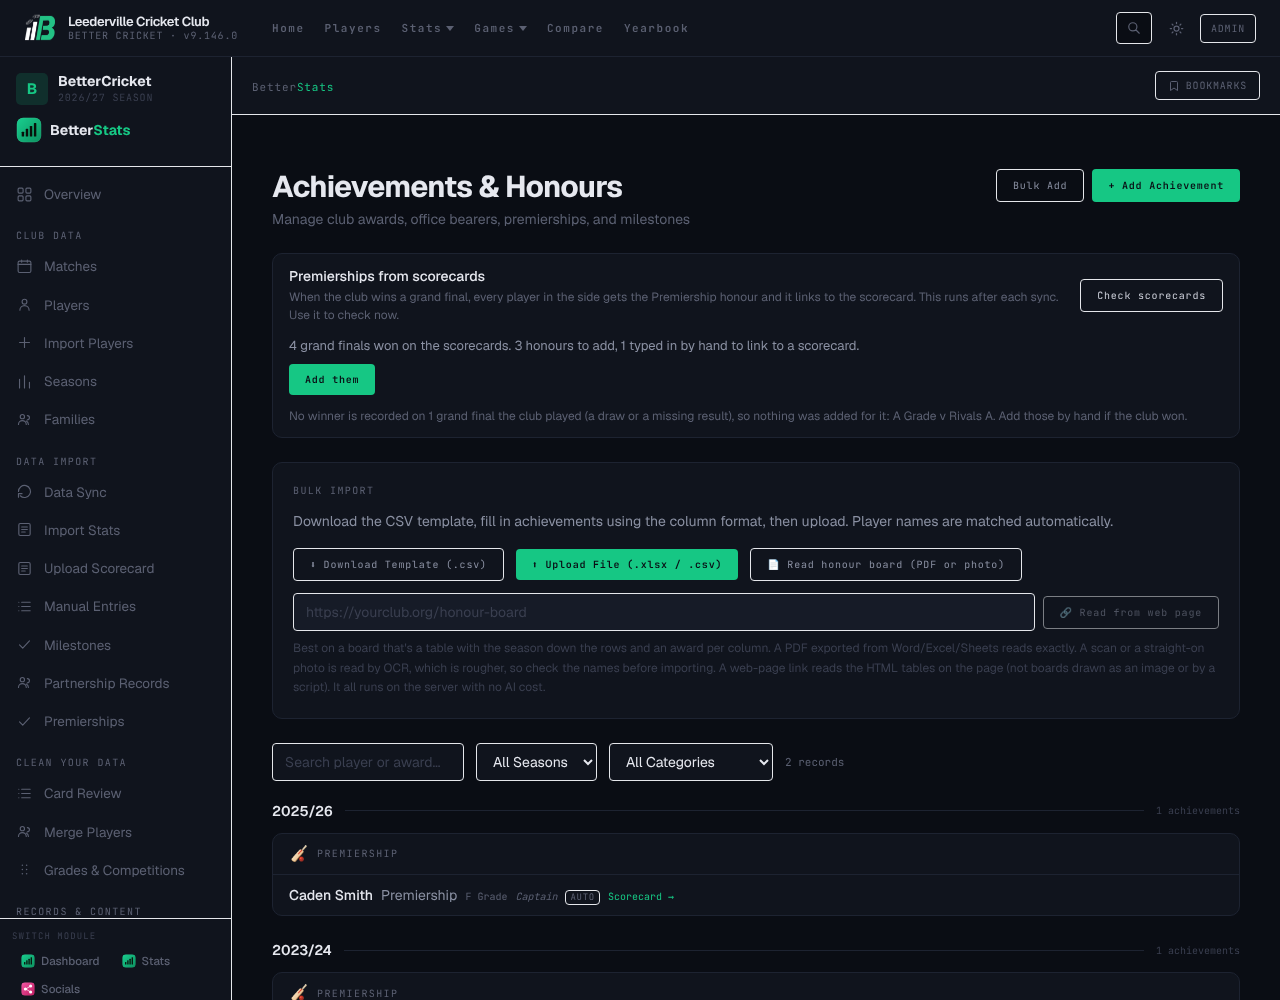 Leederville Cricket Club
BETTER CRICKET · v9.146.0
Home Players Stats Games Compare Yearbook
ADMIN
B BetterCricket
2026/27 SEASON
BetterStats
BetterStats
BOOKMARKS
Overview
CLUB DATA
Matches
Players
Import Players
Seasons
Families
DATA IMPORT
Data Sync
Import Stats
Upload Scorecard
Manual Entries
Milestones
Partnership Records
Premierships
CLEAN YOUR DATA
Card Review
Merge Players
Grades & Competitions
RECORDS & CONTENT
SWITCH MODULE
Dashboard Stats
Socials
Achievements & Honours
Manage club awards, office bearers, premierships, and milestones
Bulk Add + Add Achievement
Premierships from scorecards
When the club wins a grand final, every player in the side gets the Premiership honour and it links to the scorecard. This runs after each sync.
Use it to check now.
Check scorecards
4 grand finals won on the scorecards. 3 honours to add, 1 typed in by hand to link to a scorecard.
Add them
No winner is recorded on 1 grand final the club played (a draw or a missing result), so nothing was added for it: A Grade v Rivals A. Add those by hand if the club won.
BULK IMPORT
Download the CSV template, fill in achievements using the column format, then upload. Player names are matched automatically.
⬇ Download Template (.csv) ⬆ Upload File (.xlsx / .csv) 📄 Read honour board (PDF or photo)
https://yourclub.org/honour-board 🔗 Read from web page
Best on a board that's a table with the season down the rows and an award per column. A PDF exported from Word/Excel/Sheets reads exactly. A scan or a straight-on
photo is read by OCR, which is rougher, so check the names before importing. A web-page link reads the HTML tables on the page (not boards drawn as an image or by a
script). It all runs on the server with no AI cost.
Search player or award… All Seasons All Categories 2 records
2025/26 1 achievements
🏏 PREMIERSHIP
Caden Smith Premiership F Grade Captain AUTO Scorecard →
2023/24 1 achievements
🏏 PREMIERSHIP